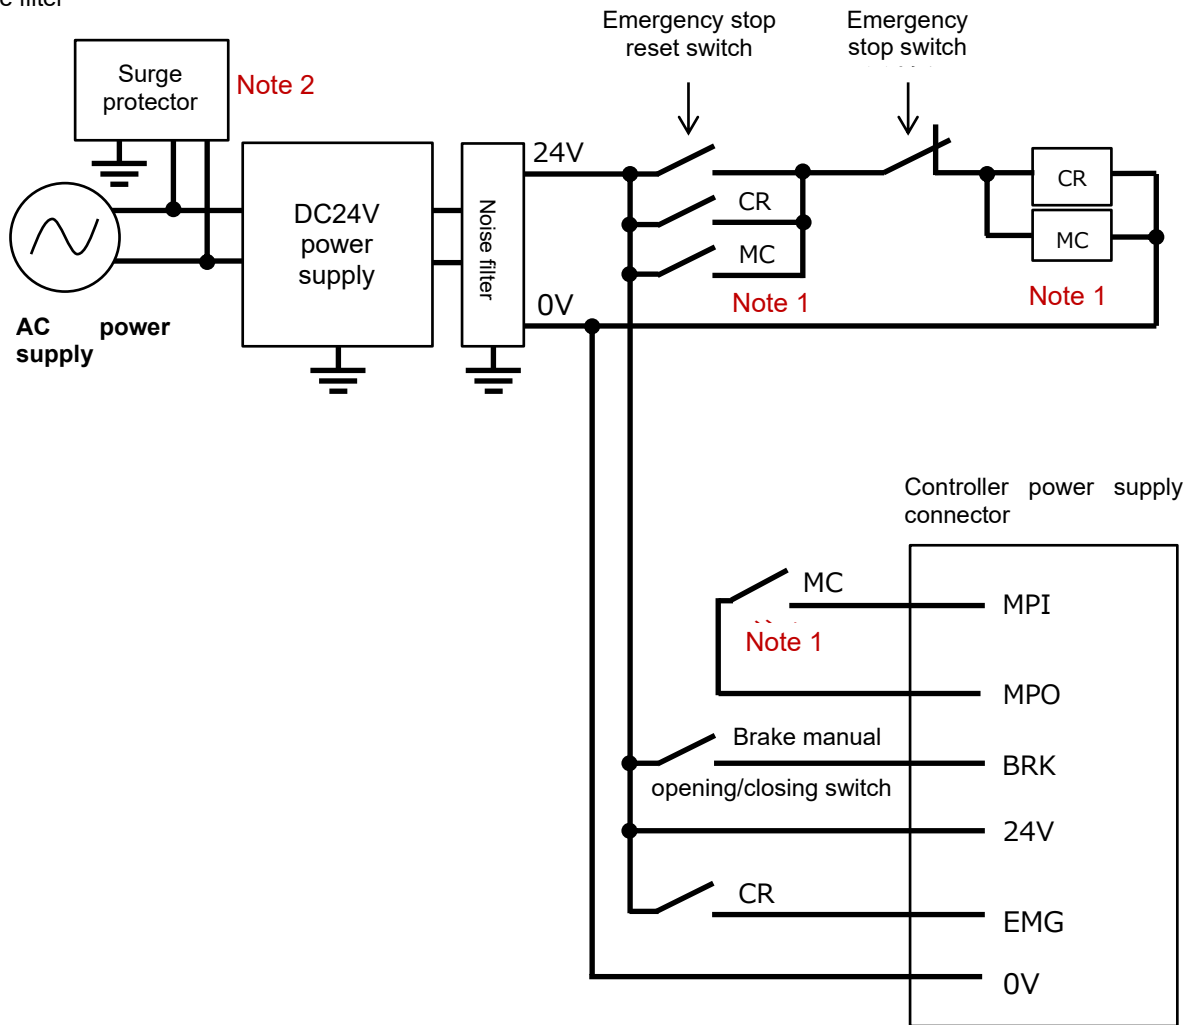 Emergency stop
reset switch
Emergency
stop switch
Surge
protector
Note 2
24V
CR
CR
DC24V
power
supply
Noise filter
MC
MC
Note 1
Note 1
0V
AC power
supply
Controller power supply
connector
MC
MPI
Note 1
MPO
Brake manual
BRK
opening/closing switch
24V
CR
EMG
0V